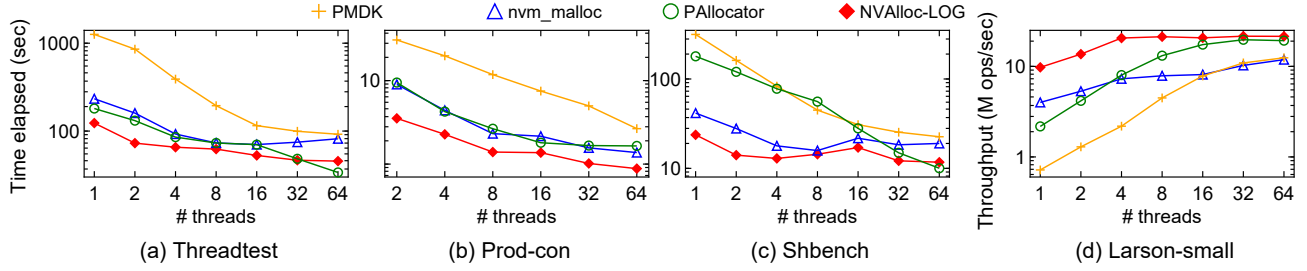 PMDK nvm_malloc PAllocator NVAlloc-LOG
Time elapsed (sec)
1000
100
1 2 4 8 16 32 64
# threads
(a) Threadtest
10
2 4 8 16 32 64
# threads
(b) Prod-con
100
10
1 2 4 8 16 32 64
# threads
(c) Shbench
Throughput (M ops/sec)
10
1
1 2 4 8 16 32 64
# threads
(d) Larson-small